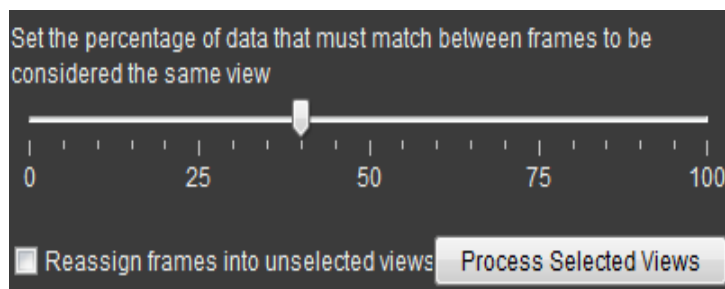 Set the percentage of data that must match between frames to be
considered the same view
0 25 50 75 100
Reassign frames into unselected views Process Selected Views